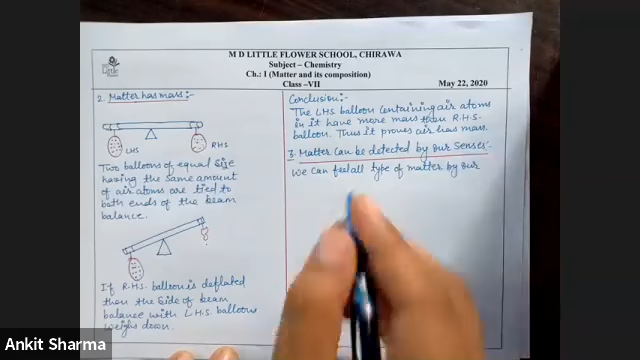 M D LITTLE FLOWER SCHOOL, CHIRAWA
Subject – Chemistry
Ch.: I (Matter and its composition)
Class –VII
May 22, 2020
2. Matter has mass:-
LHS
RHS
Two balloons of equal size
having the same amount
of air atoms are tied to
both ends of the beam
balance.
If R.H.S balloon is deflated
then the side of beam
balance with L.H.S. balloon
weighs down.
Conclusion:-
The LHS balloon containing air atoms
in it have more mass than R.H.S.
balloon. Thus it proves air has mass.
3. Matter can be detected by our senses:-
We can feel all type of matter by our
Ankit Sharma